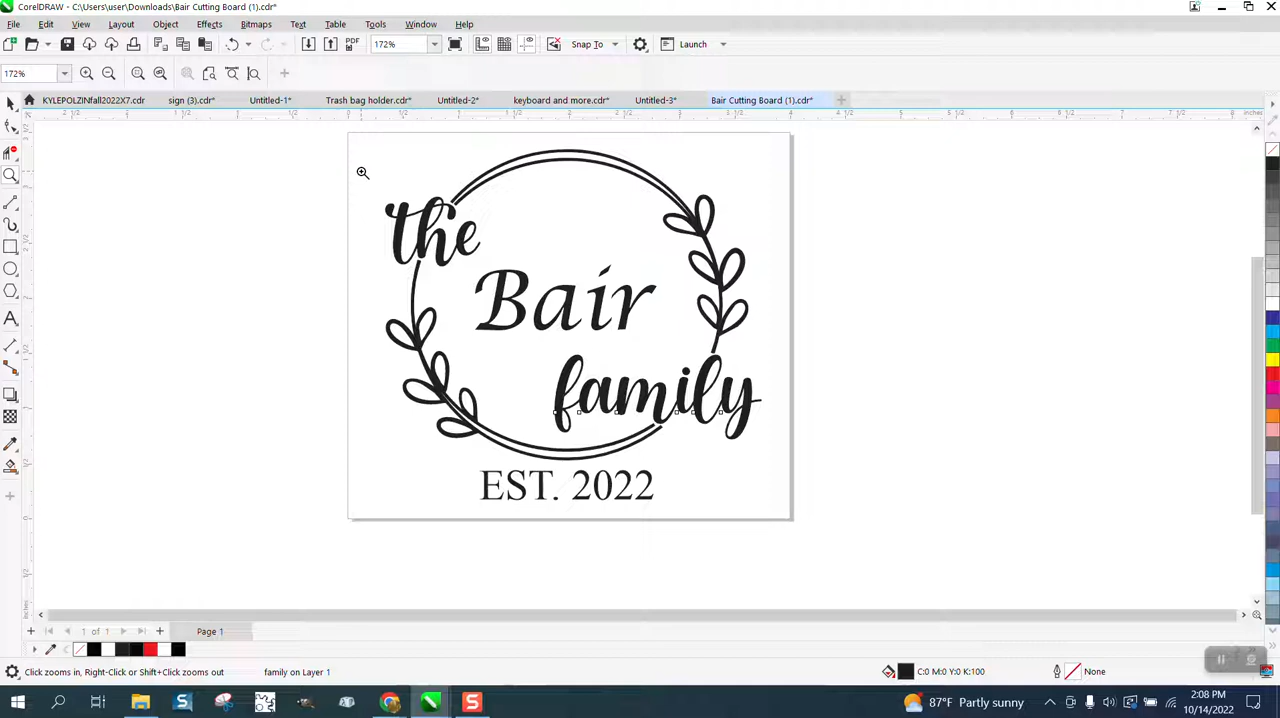 CorelDRAW - C:\Users\user\Downloads\Bair Cutting Board (1).cdr*
File Edit View Layout Object Effects Bitmaps Text Table Tools Window Help
PDF 172% Snap To Launch
172%
KYLEPOLZINfall2022X7.cdr sign (3).cdr* Untitled-1* Trash bag holder.cdr* Untitled-2* keyboard and more.cdr* Untitled-3* Bair Cutting Board (1).cdr*
inches
the
Bair
family
EST. 2022
1 of 1 Page 1
Click zooms in, Right-Click or Shift+Click zooms out family on Layer 1 C:0 M:0 Y:0 K:100 None
87°F Partly sunny 2:08 PM
10/14/2022